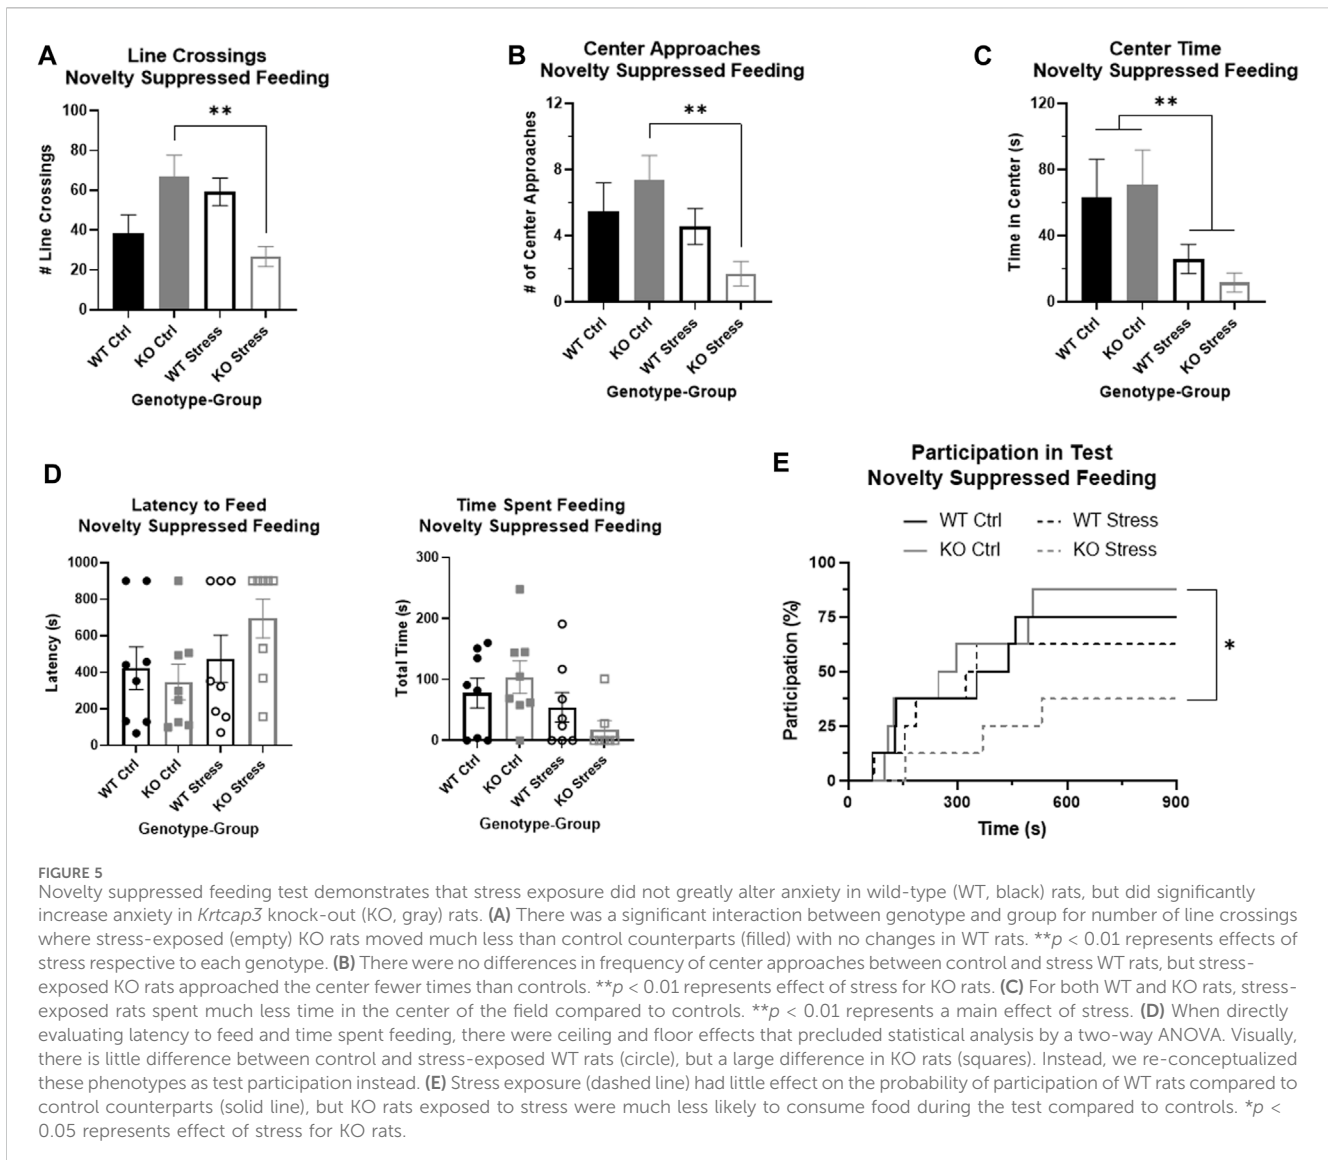 A
Line Crossings
Novelty Suppressed Feeding
# Line Crossings
100
80
60
40
20
0
**
WT Ctrl
KO Ctrl
WT Stress
KO Stress
Genotype-Group
B
Center Approaches
Novelty Suppressed Feeding
# of Center Approaches
12
8
4
0
**
WT Ctrl
KO Ctrl
WT Stress
KO Stress
Genotype-Group
C
Center Time
Novelty Suppressed Feeding
Time in Center (s)
120
80
40
0
**
WT Ctrl
KO Ctrl
WT Stress
KO Stress
Genotype-Group
D
Latency to Feed
Novelty Suppressed Feeding
Latency (s)
1000
800
600
400
200
0
WT Ctrl
KO Ctrl
WT Stress
KO Stress
Genotype-Group
Time Spent Feeding
Novelty Suppressed Feeding
Total Time (s)
300
200
100
0
WT Ctrl
KO Ctrl
WT Stress
KO Stress
Genotype-Group
E
Participation in Test
Novelty Suppressed Feeding
WT Ctrl
WT Stress
KO Ctrl
KO Stress
Participation (%)
100
75
50
25
0
*
0 300 600 900
Time (s)
FIGURE 5
Novelty suppressed feeding test demonstrates that stress exposure did not greatly alter anxiety in wild-type (WT, black) rats, but did significantly
increase anxiety in Krtcap3 knock-out (KO, gray) rats. (A) There was a significant interaction between genotype and group for number of line crossings
where stress-exposed (empty) KO rats moved much less than control counterparts (filled) with no changes in WT rats. **p < 0.01 represents effects of
stress respective to each genotype. (B) There were no differences in frequency of center approaches between control and stress WT rats, but stress-
exposed KO rats approached the center fewer times than controls. **p < 0.01 represents effect of stress for KO rats. (C) For both WT and KO rats, stress-
exposed rats spent much less time in the center of the field compared to controls. **p < 0.01 represents a main effect of stress. (D) When directly
evaluating latency to feed and time spent feeding, there were ceiling and floor effects that precluded statistical analysis by a two-way ANOVA. Visually,
there is little difference between control and stress-exposed WT rats (circle), but a large difference in KO rats (squares). Instead, we re-conceptualized
these phenotypes as test participation instead. (E) Stress exposure (dashed line) had little effect on the probability of participation of WT rats compared to
control counterparts (solid line), but KO rats exposed to stress were much less likely to consume food during the test compared to controls. *p <
0.05 represents effect of stress for KO rats.